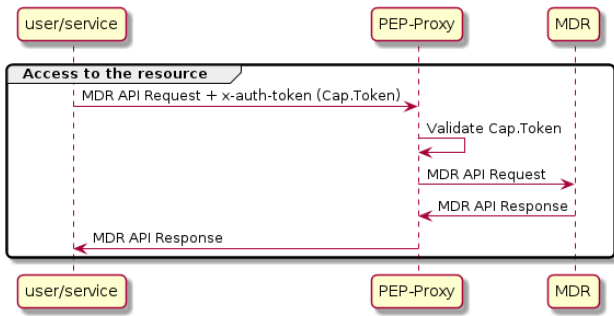 user/service PEP-Proxy MDR
Access to the resource
MDR API Request + x-auth-token (Cap.Token)
Validate Cap.Token
MDR API Request
MDR API Response
MDR API Response
user/service PEP-Proxy MDR